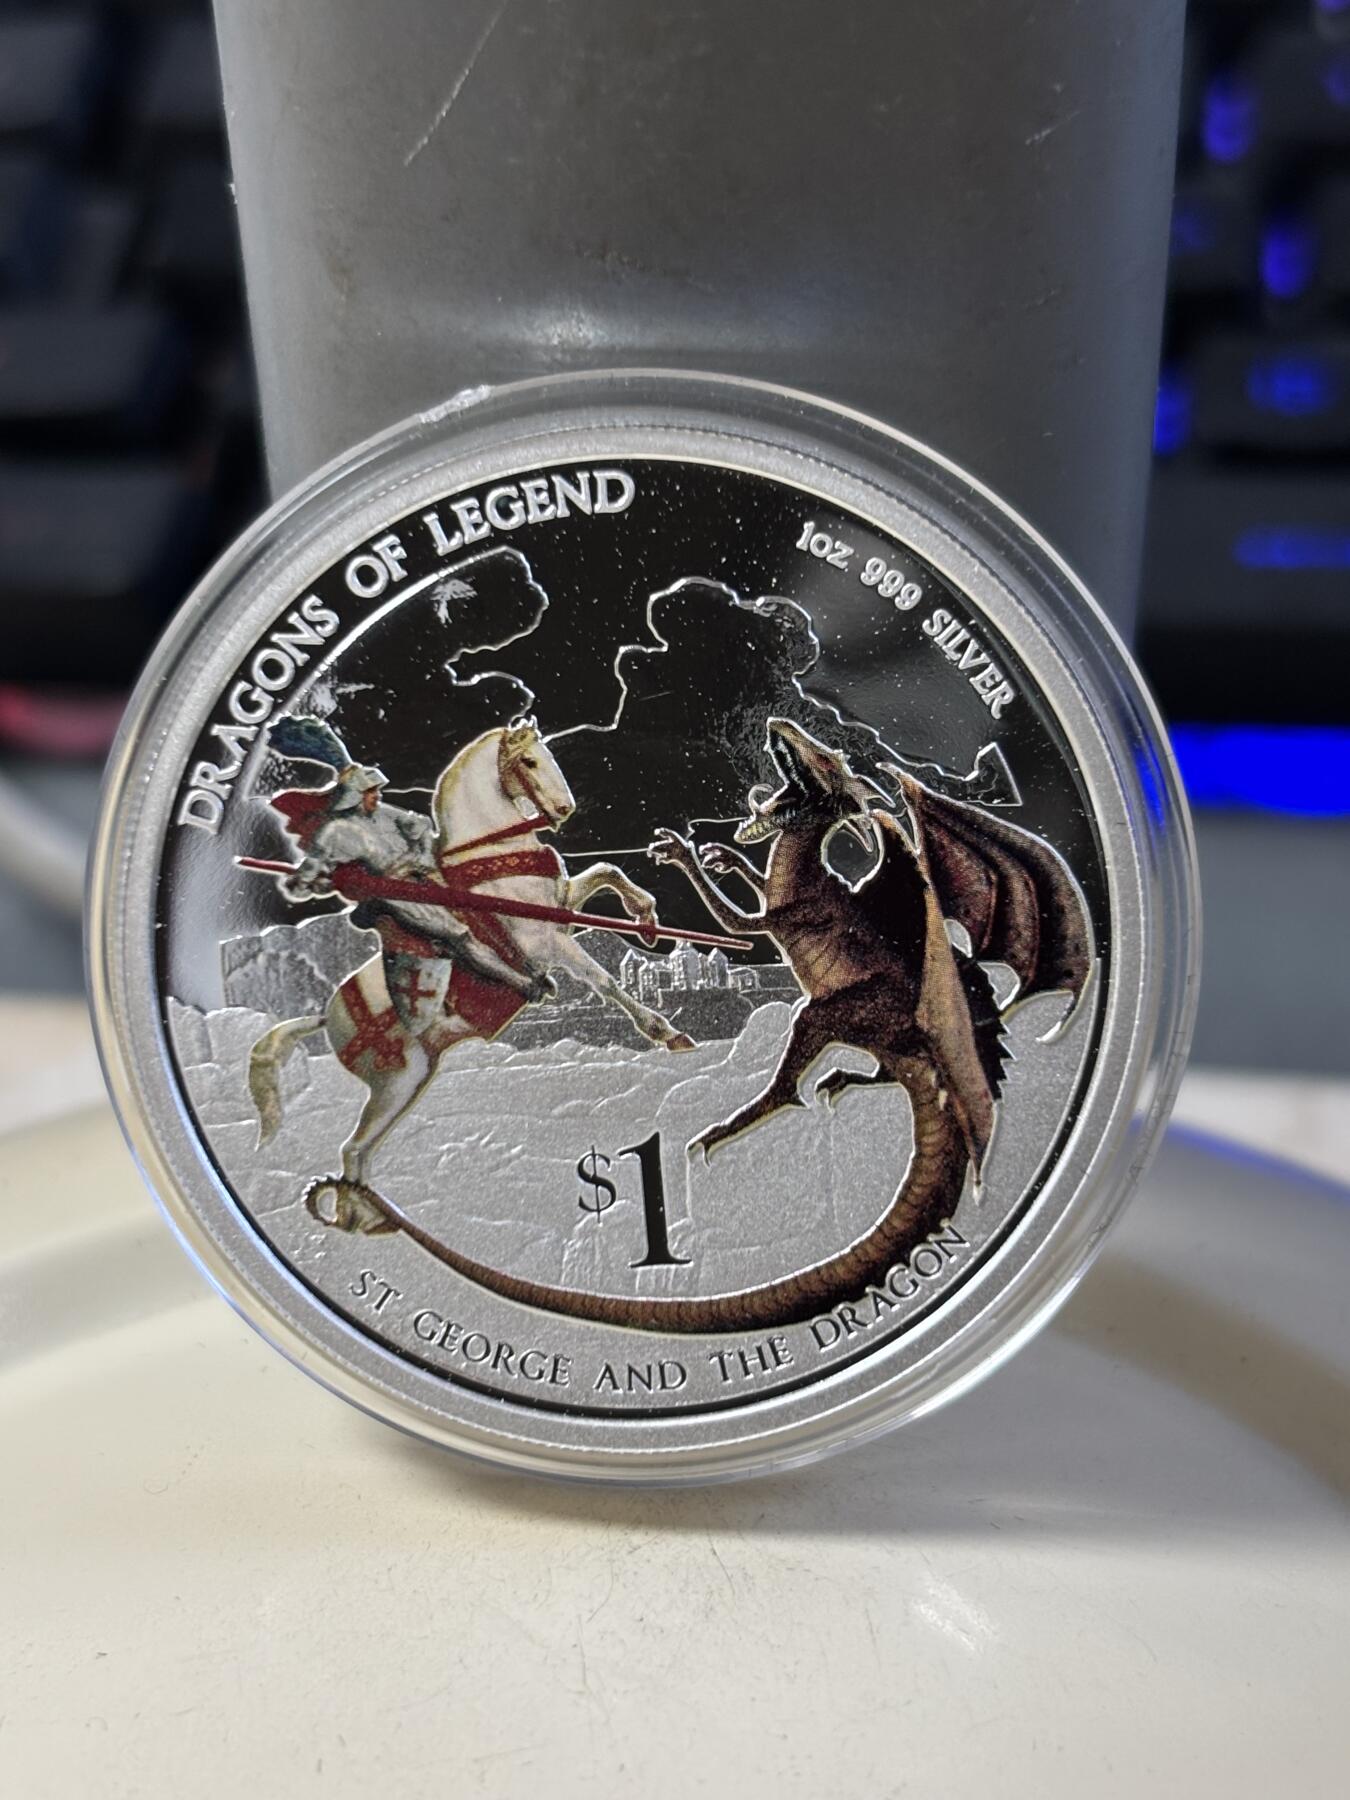 DRAGONS OF LEGEND
1OZ 999 SILVER
$1
ST GEORGE AND THE DRAGON